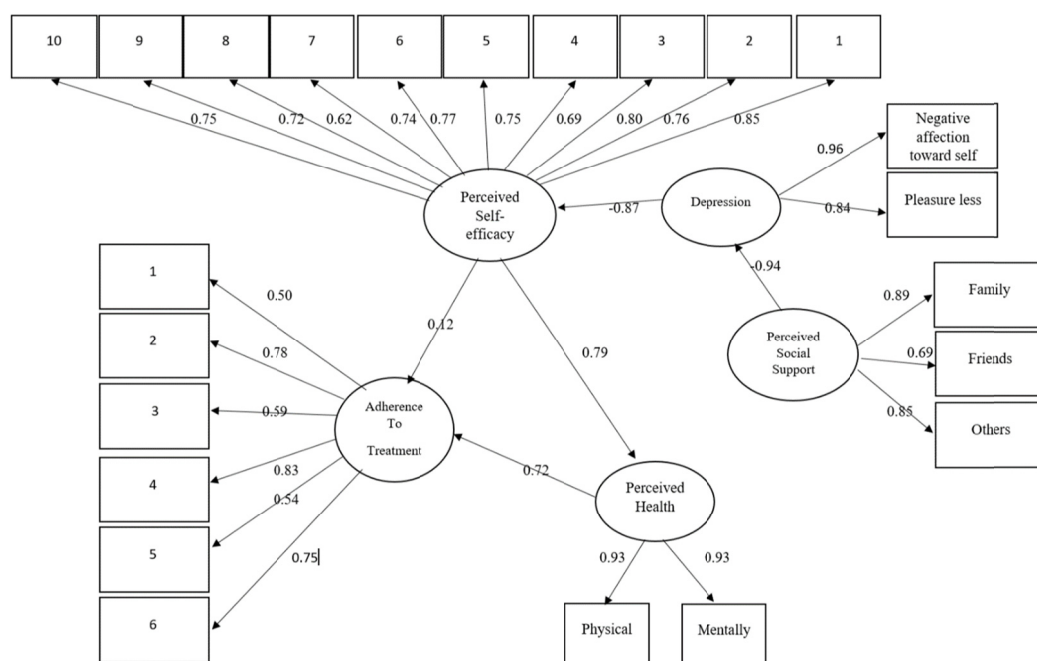 10 9 8 7 6 5 4 3 2 1
0.75 0.72 0.62 0.74 0.77 0.75 0.69 0.80 0.76 0.85
Negative
affection
toward self
0.96
Perceived
Self-
efficacy
Depression
-0.87
0.84
Pleasure less
-0.94
1
0.50
2
0.78
3
0.59
4
0.83
5
0.54
6
0.75
0.12
0.79
Perceived
Social
Support
0.89
Family
0.69
Friends
0.85
Others
Adherence
To
Treatment
0.72
Perceived
Health
0.93
0.93
Physical
Mentally